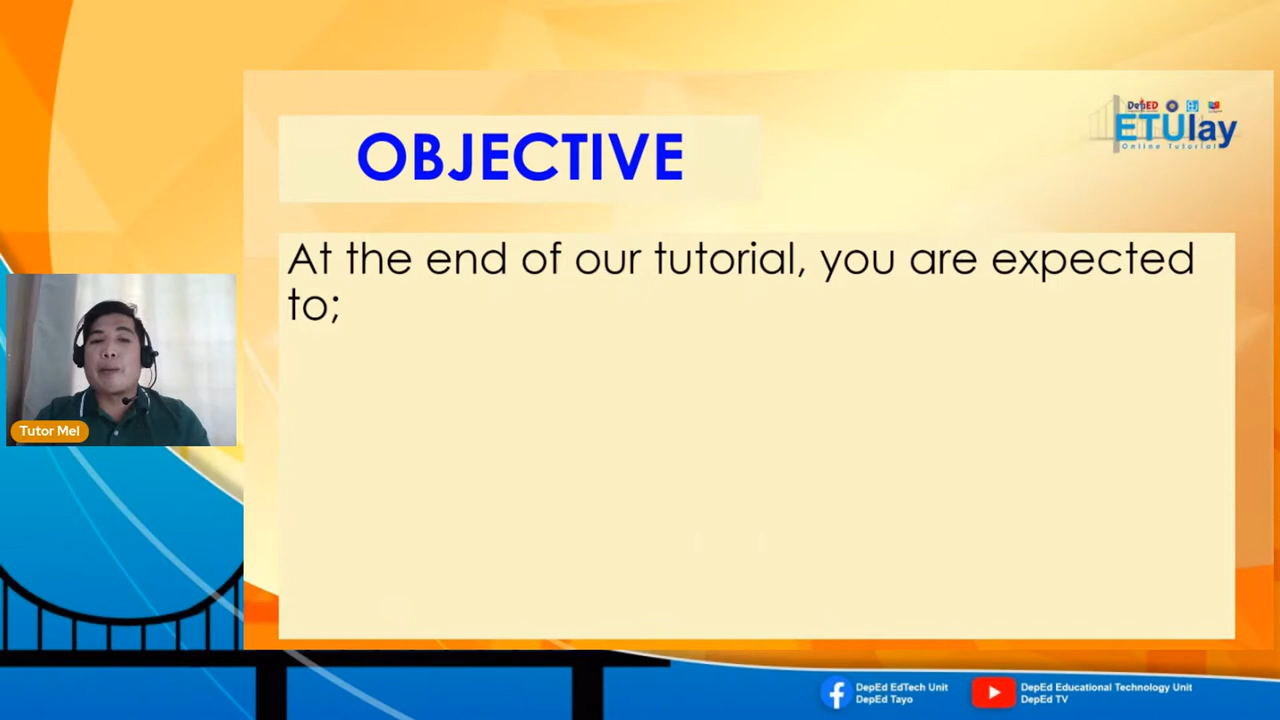 OBJECTIVE
DepED
ETUlay
Online Tutorial
At the end of our tutorial, you are expected
to;
Tutor Mel
DepEd EdTech Unit
DepEd Tayo
DepEd Educational Technology Unit
DepEd TV